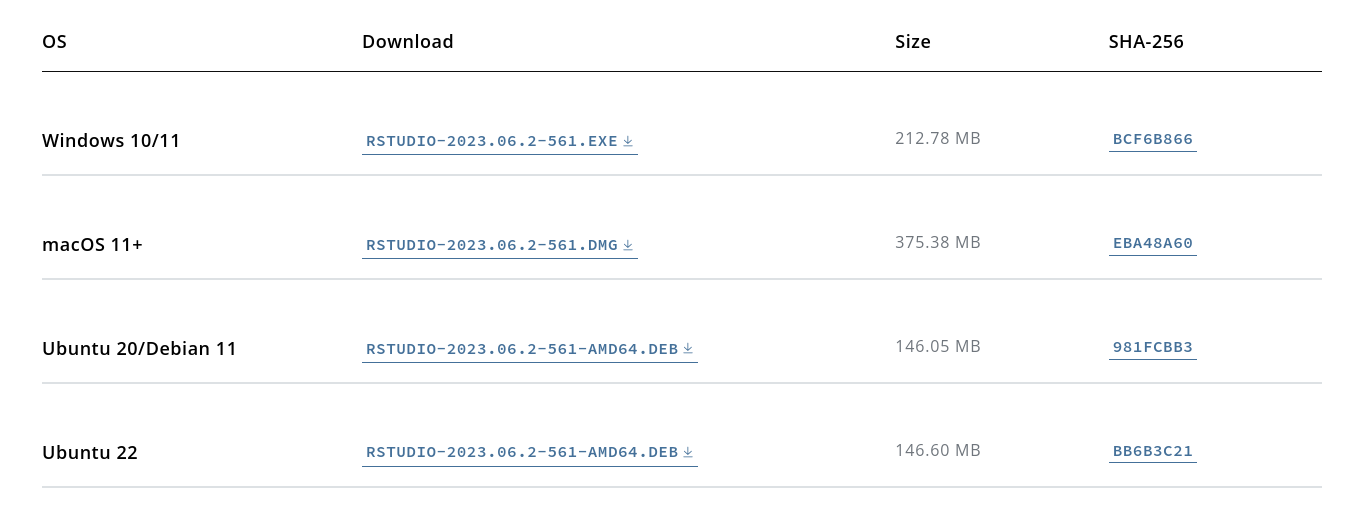 OS Download Size SHA-256
Windows 10/11 RSTUDIO-2023.06.2-561.EXE 212.78 MB BCF6B866
macOS 11+ RSTUDIO-2023.06.2-561.DMG 375.38 MB EBA48A60
Ubuntu 20/Debian 11 RSTUDIO-2023.06.2-561-AMD64.DEB 146.05 MB 981FCBB3
Ubuntu 22 RSTUDIO-2023.06.2-561-AMD64.DEB 146.60 MB BB6B3C21